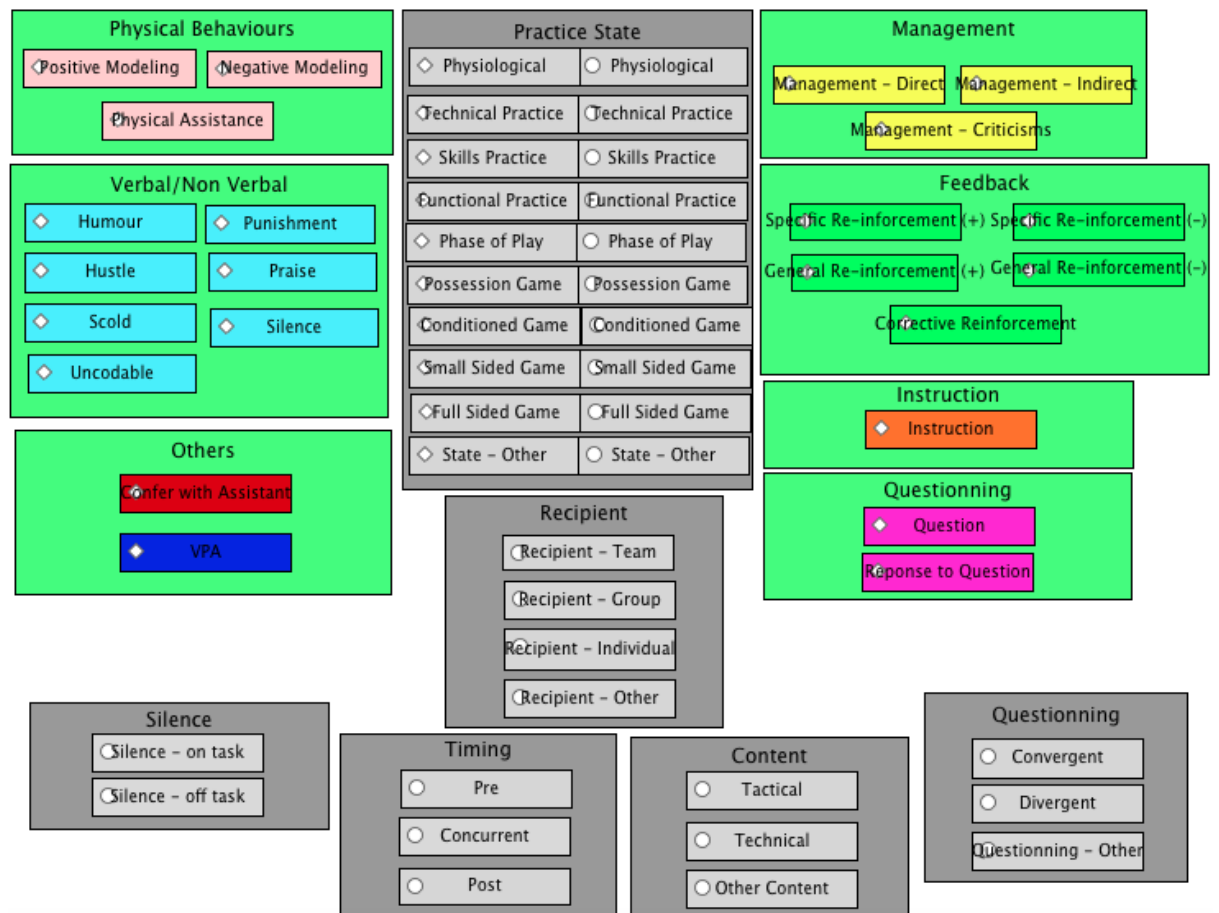 Physical Behaviours
Positive Modeling
Negative Modeling
Physical Assistance
Verbal/Non Verbal
Humour
Punishment
Hustle
Praise
Scold
Silence
Uncodable
Others
Confer with Assistant
VPA
Practice State
Physiological
Physiological
Technical Practice
Technical Practice
Skills Practice
Skills Practice
Functional Practice
Functional Practice
Phase of Play
Phase of Play
Possession Game
Possession Game
Conditioned Game
Conditioned Game
Small Sided Game
Small Sided Game
Full Sided Game
Full Sided Game
State - Other
State - Other
Management
Management - Direct
Management - Indirect
Management - Criticisms
Feedback
Specific Re-inforcement (+)
Specific Re-inforcement (-)
General Re-inforcement (+)
General Re-inforcement (-)
Corrective Reinforcement
Instruction
Instruction
Questionning
Question
Reponse to Question
Recipient
Recipient - Team
Recipient - Group
Recipient - Individual
Recipient - Other
Silence
Silence - on task
Silence - off task
Timing
Pre
Concurrent
Post
Content
Tactical
Technical
Other Content
Questionning
Convergent
Divergent
Questionning - Other